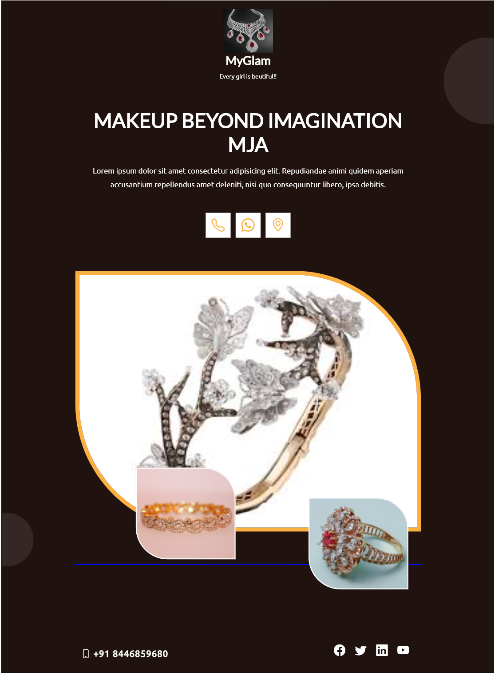 MyGlam
Every girl is beutiful!!
MAKEUP BEYOND IMAGINATION
MJA
Lorem ipsum dolor sit amet consectetur adipisicing elit. Repudiandae animi quidem aperiam
accusantium repellendus amet deleniti, nisi quo consequuntur libero, ipsa debitis.
+91 8446859680